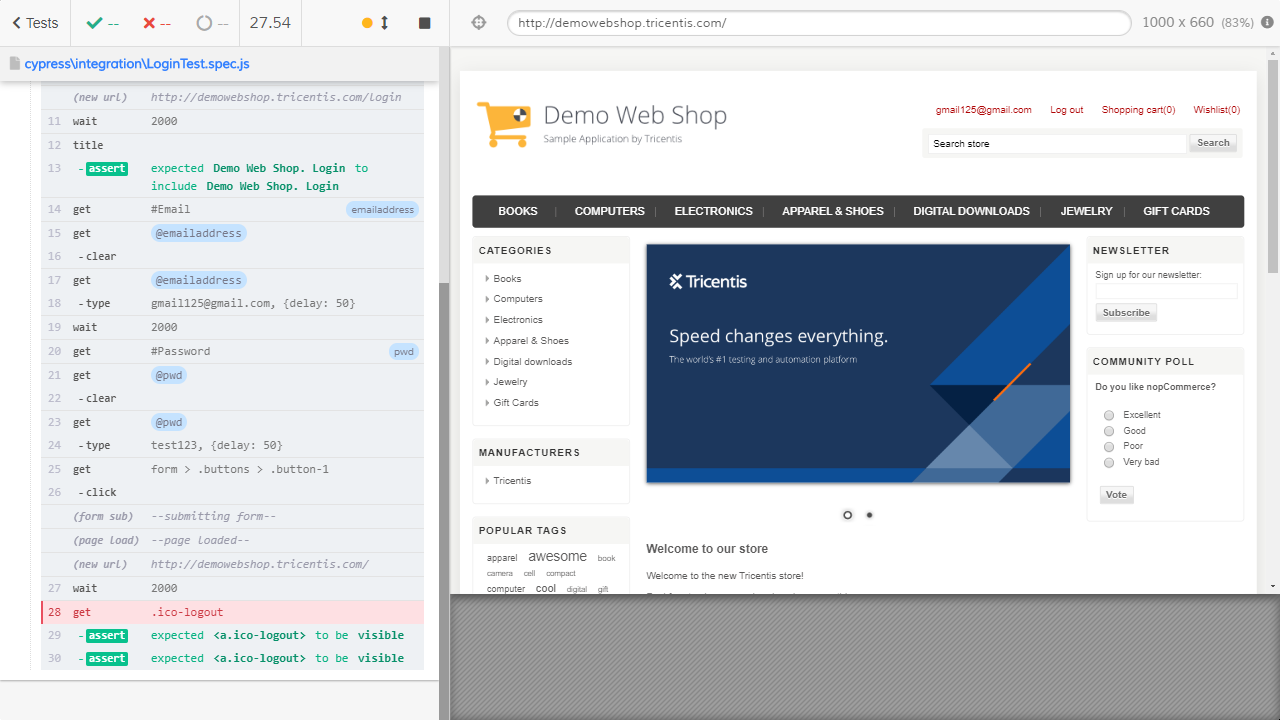 Tests
--
--
--
27.54
http://demowebshop.tricentis.com/
1000 x 660 (83%)
cypress\integration\LoginTest.spec.js
(new url) http://demowebshop.tricentis.com/login
11 wait 2000
12 title
13 -assert expected Demo Web Shop. Login to
include Demo Web Shop. Login
14 get #Email emailaddress
15 get @emailaddress
16 -clear
17 get @emailaddress
18 -type gmail125@gmail.com, {delay: 50}
19 wait 2000
20 get #Password pwd
21 get @pwd
22 -clear
23 get @pwd
24 -type test123, {delay: 50}
25 get form > .buttons > .button-1
26 -click
(form sub) --submitting form--
(page load) --page loaded--
(new url) http://demowebshop.tricentis.com/
27 wait 2000
28 get .ico-logout
29 -assert expected <a.ico-logout> to be visible
30 -assert expected <a.ico-logout> to be visible
Demo Web Shop
Sample Application by Tricentis
gmail125@gmail.com Log out Shopping cart(0) Wishlist(0)
Search store Search
BOOKS COMPUTERS ELECTRONICS APPAREL & SHOES DIGITAL DOWNLOADS JEWELRY GIFT CARDS
CATEGORIES
Books
Computers
Electronics
Apparel & Shoes
Digital downloads
Jewelry
Gift Cards
MANUFACTURERS
Tricentis
POPULAR TAGS
apparel awesome book
camera cell compact
computer cool digital gift
Tricentis
Speed changes everything.
The world's #1 testing and automation platform
Welcome to our store
Welcome to the new Tricentis store!
NEWSLETTER
Sign up for our newsletter:
Subscribe
COMMUNITY POLL
Do you like nopCommerce?
Excellent
Good
Poor
Very bad
Vote